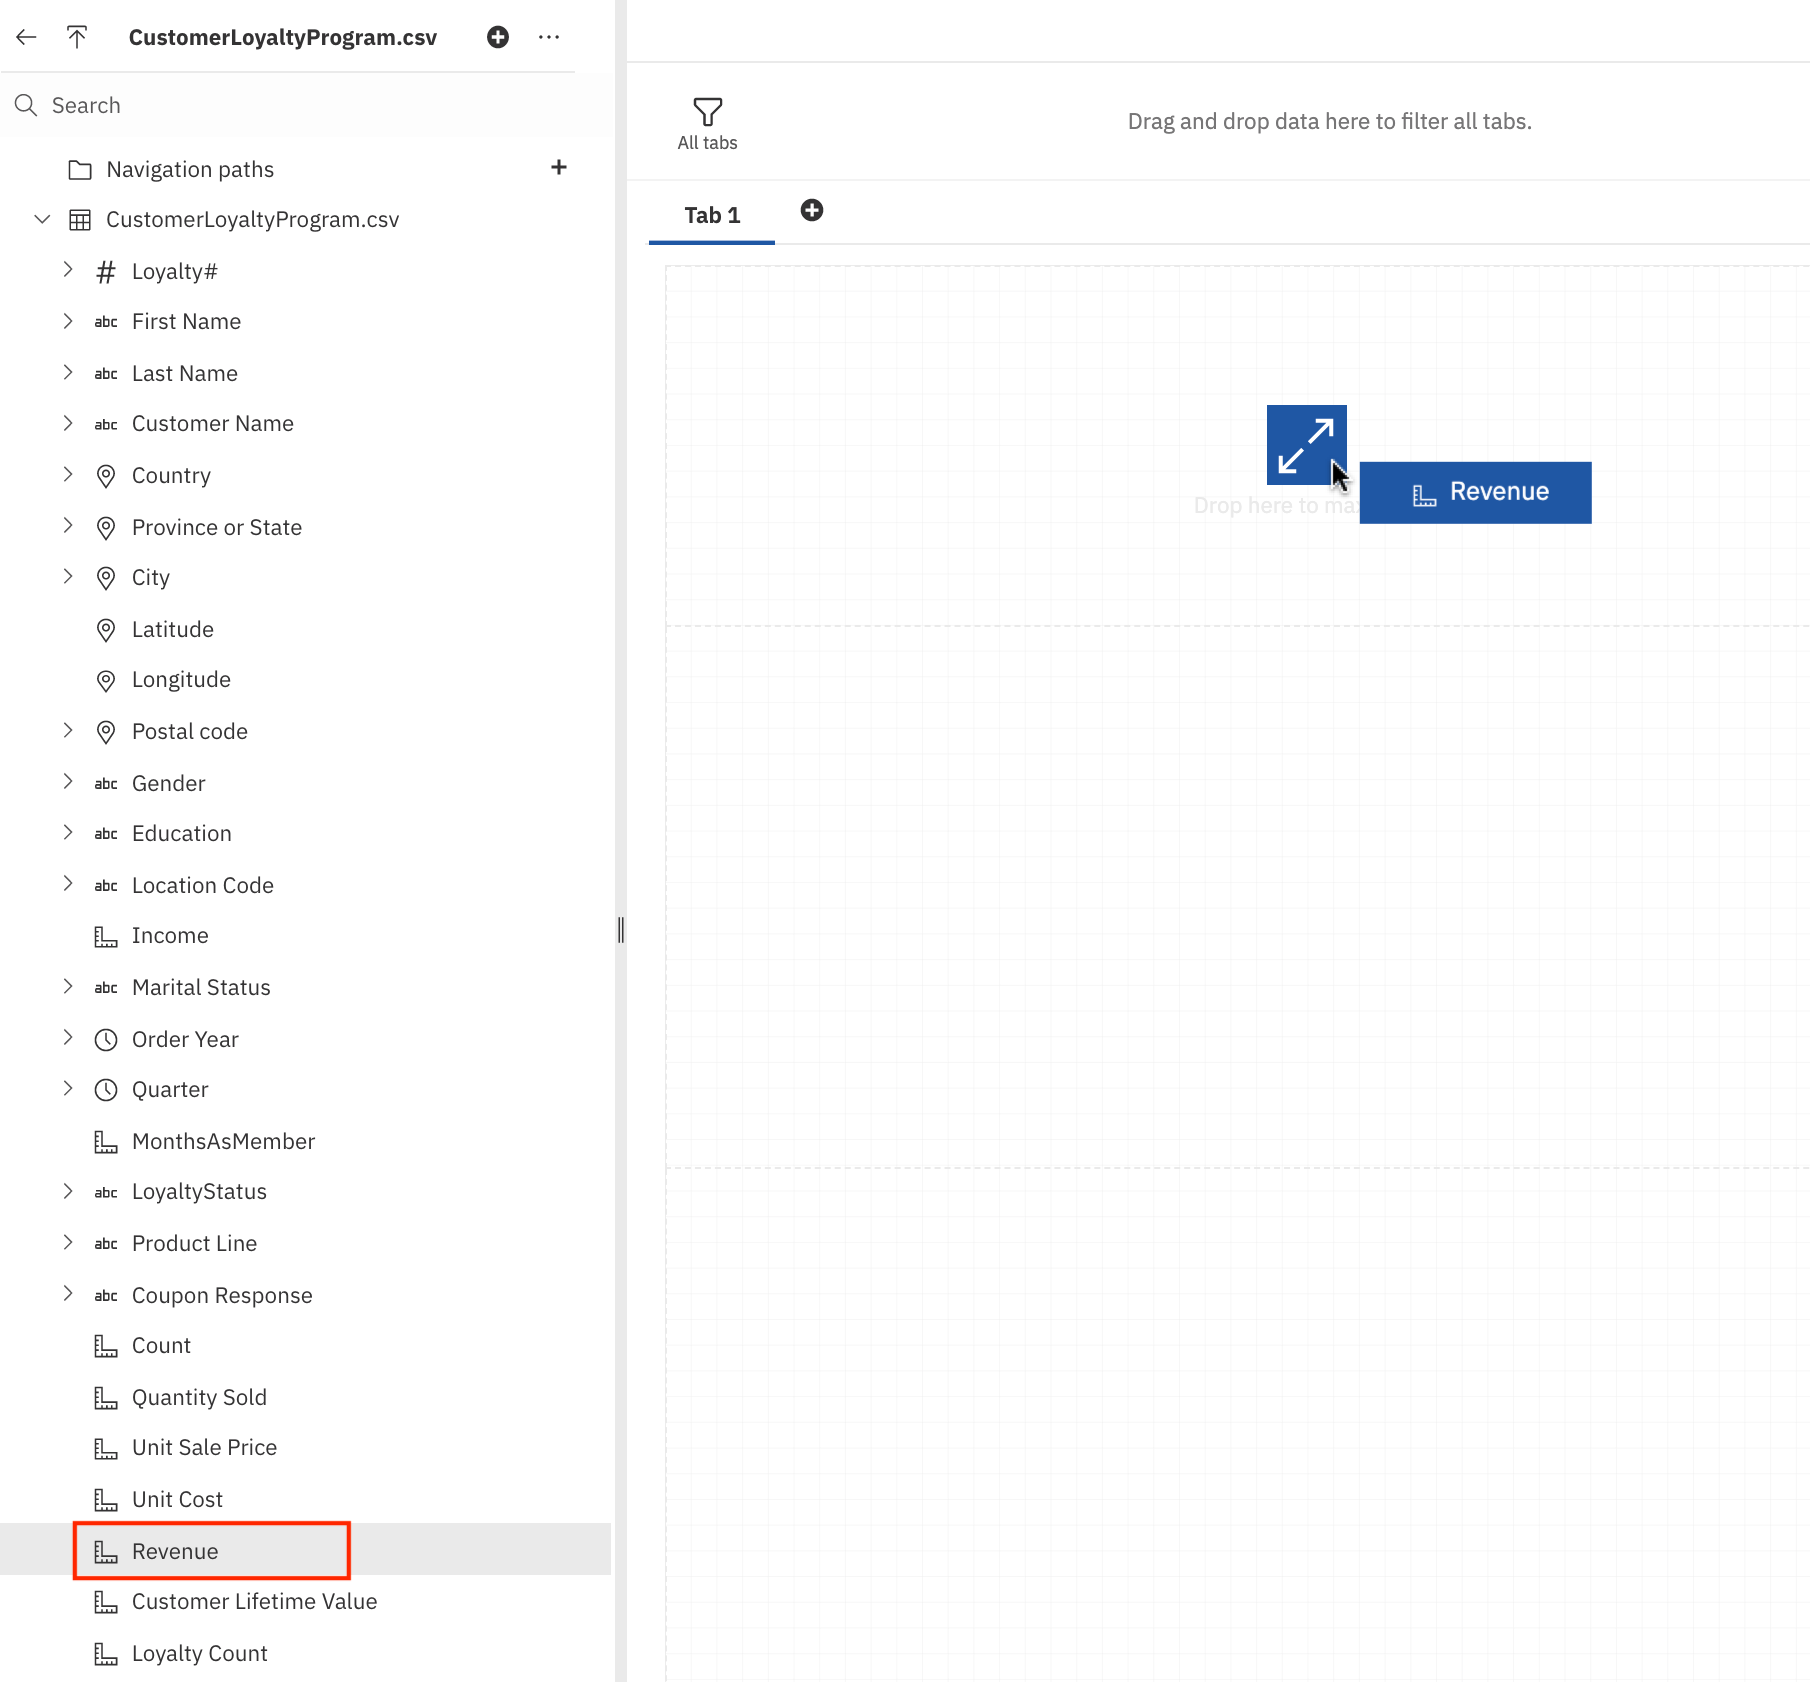 CustomerLoyaltyProgram.csv
Search
Navigation paths
CustomerLoyaltyProgram.csv
# Loyalty#
abc First Name
abc Last Name
abc Customer Name
Country
Province or State
City
Latitude
Longitude
Postal code
abc Gender
abc Education
abc Location Code
Income
abc Marital Status
Order Year
Quarter
MonthsAsMember
abc LoyaltyStatus
abc Product Line
abc Coupon Response
Count
Quantity Sold
Unit Sale Price
Unit Cost
Revenue
Customer Lifetime Value
Loyalty Count
All tabs
Drag and drop data here to filter all tabs.
Tab 1
Drop here to
Revenue